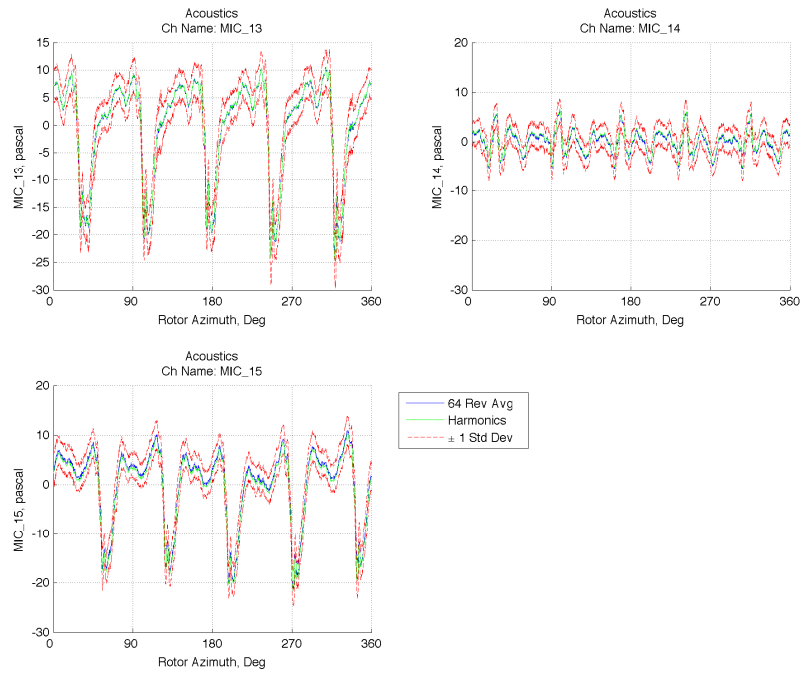 Acoustics
Ch Name: MIC_13
15
10
5
0
-5
-10
-15
-20
-25
-30
MIC_13, pascal
0 90 180 270 360
Rotor Azimuth, Deg
Acoustics
Ch Name: MIC_14
20
10
0
-10
-20
-30
MIC_14, pascal
0 90 180 270 360
Rotor Azimuth, Deg
Acoustics
Ch Name: MIC_15
20
10
0
-10
-20
-30
MIC_15, pascal
0 90 180 270 360
Rotor Azimuth, Deg
64 Rev Avg
Harmonics
± 1 Std Dev